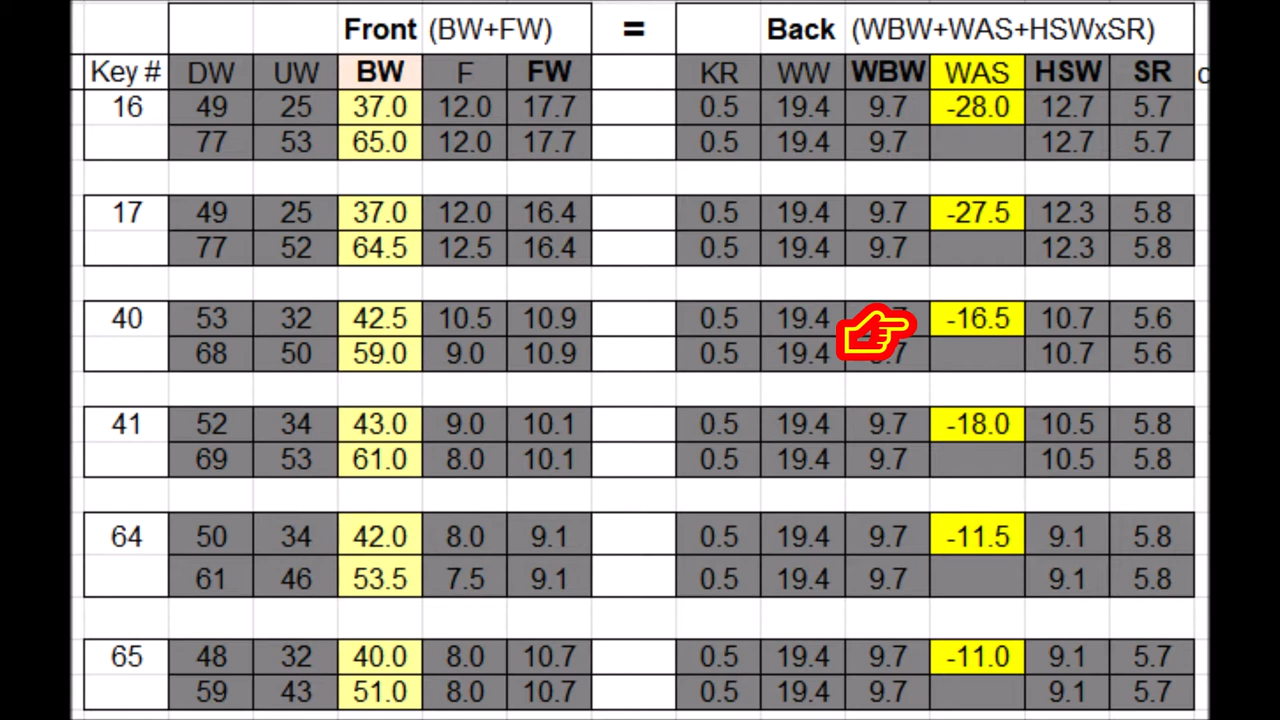 Front (BW+FW) = Back (WBW+WAS+HSWxSR)
Key # DW UW BW F FW KR WW WBW WAS HSW SR
16 49 25 37.0 12.0 17.7 0.5 19.4 9.7 -28.0 12.7 5.7
77 53 65.0 12.0 17.7 0.5 19.4 9.7 12.7 5.7
17 49 25 37.0 12.0 16.4 0.5 19.4 9.7 -27.5 12.3 5.8
77 52 64.5 12.5 16.4 0.5 19.4 9.7 12.3 5.8
40 53 32 42.5 10.5 10.9 0.5 19.4 -16.5 10.7 5.6
68 50 59.0 9.0 10.9 0.5 19.4 10.7 5.6
41 52 34 43.0 9.0 10.1 0.5 19.4 9.7 -18.0 10.5 5.8
69 53 61.0 8.0 10.1 0.5 19.4 9.7 10.5 5.8
64 50 34 42.0 8.0 9.1 0.5 19.4 9.7 -11.5 9.1 5.8
61 46 53.5 7.5 9.1 0.5 19.4 9.7 9.1 5.8
65 48 32 40.0 8.0 10.7 0.5 19.4 9.7 -11.0 9.1 5.7
59 43 51.0 8.0 10.7 0.5 19.4 9.7 9.1 5.7